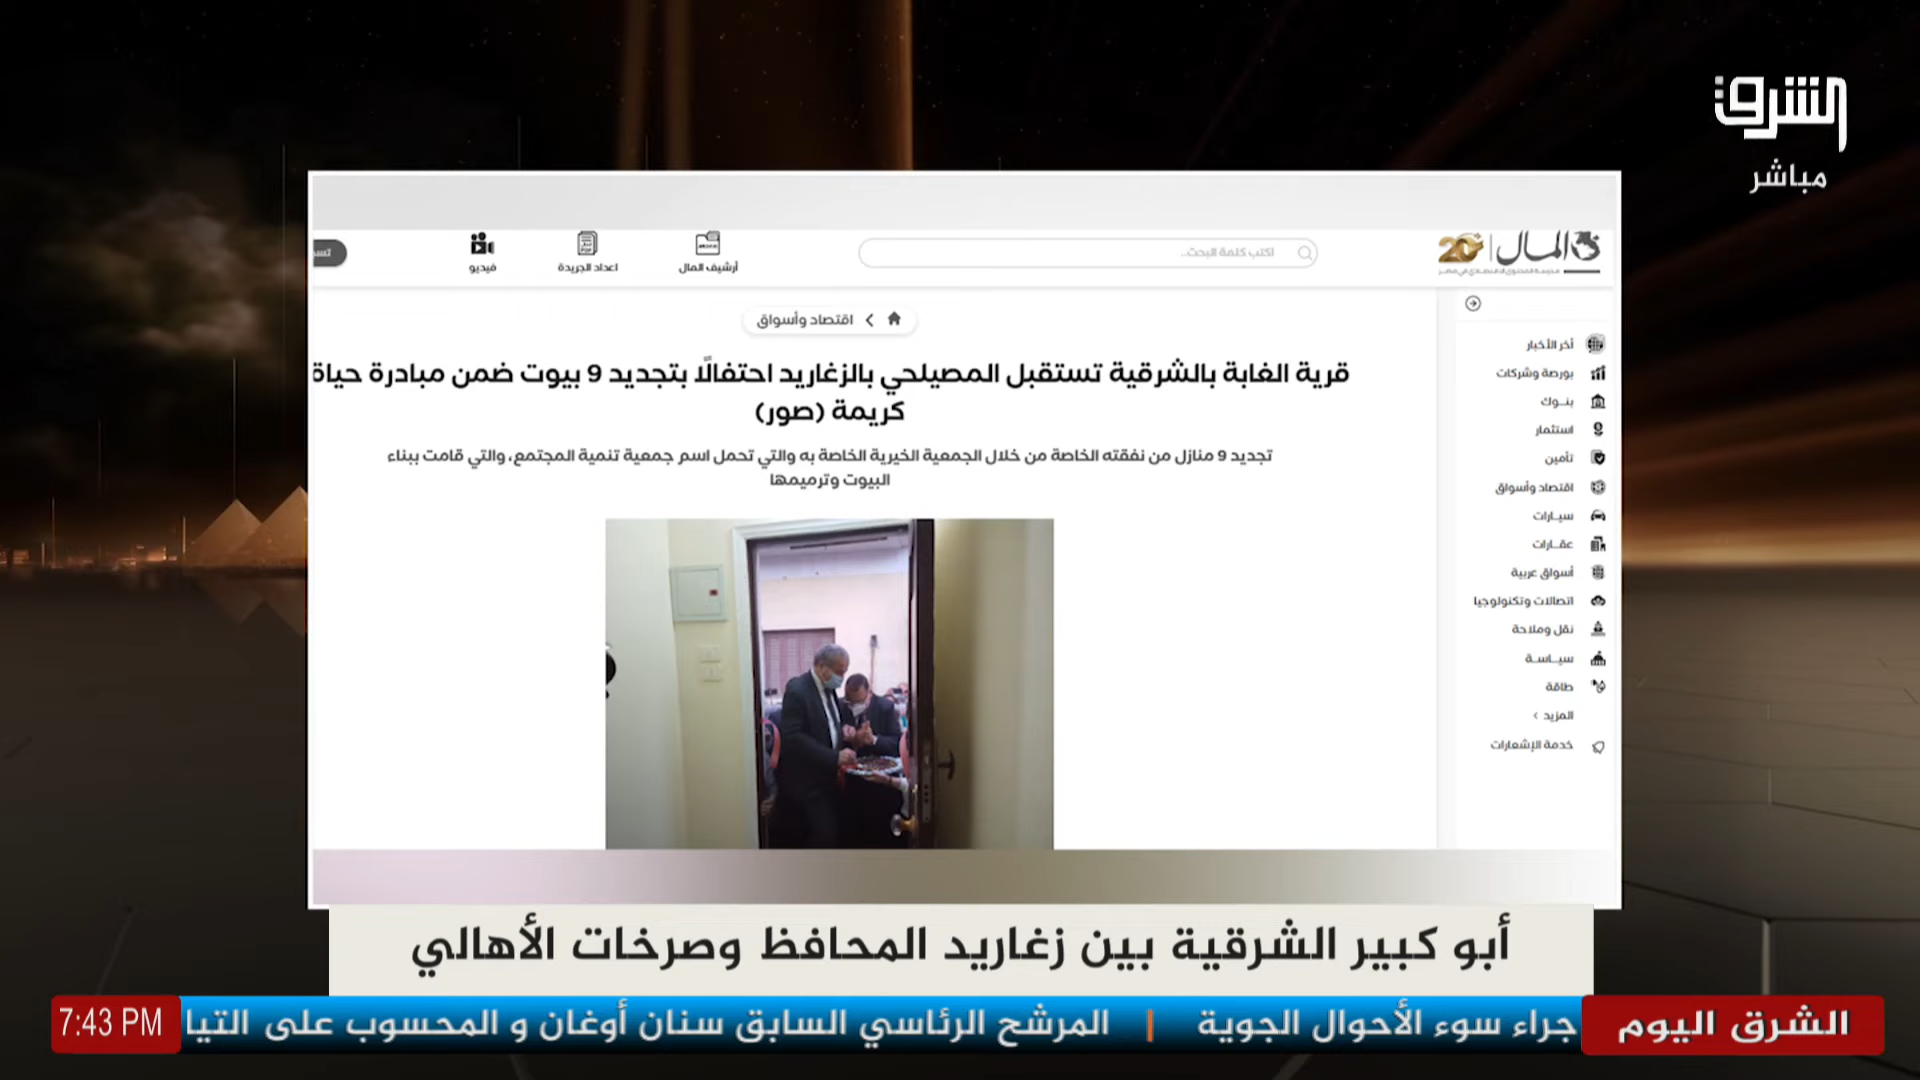 الشرق
مباشر
المال
20
اكتب كلمة البحث...
أرشيف المال
اعداد الجريدة
فيديو
اقتصاد وأسواق
قرية الغابة بالشرقية تستقبل المصيلحي بالزغاريد احتفالًا بتجديد 9 بيوت ضمن مبادرة حياة
كريمة (صور)
تجديد 9 منازل من نفقته الخاصة من خلال الجمعية الخيرية الخاصة به والتي تحمل اسم جمعية تنمية المجتمع، والتي قامت ببناء
البيوت وترميمها
أخر الأخبار
بورصة وشركات
بنوك
استثمار
تأمين
اقتصاد وأسواق
سيارات
عقارات
أسواق عربية
اتصالات وتكنولوجيا
نقل وملاحة
سياسة
طاقة
المزيد
خدمة الإشعارات
أبو كبير الشرقية بين زغاريد المحافظ وصرخات الأهالي
الشرق اليوم
جراء سوء الأحوال الجوية | المرشح الرئاسي السابق سنان أوغان و المحسوب على التيا
7:43 PM